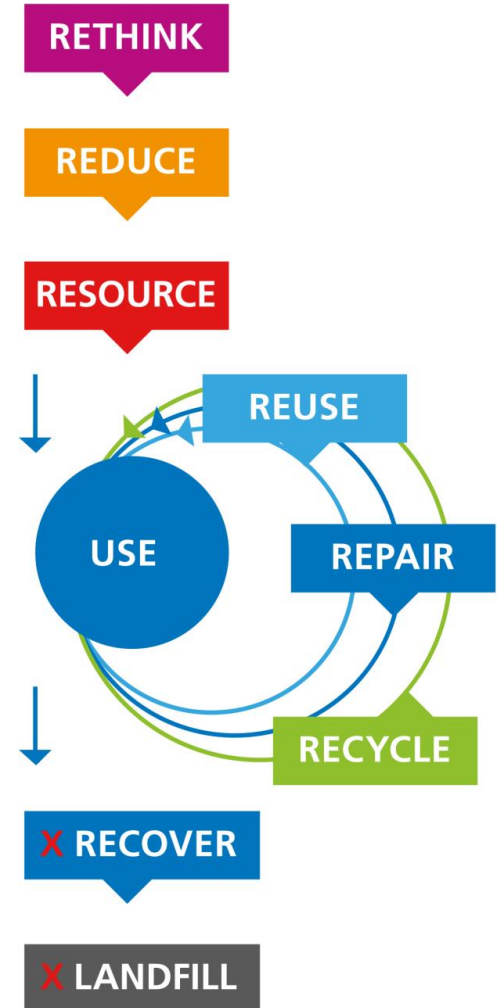 RETHINK
REDUCE
RESOURCE
REUSE
USE
REPAIR
RECYCLE
X RECOVER
X LANDFILL